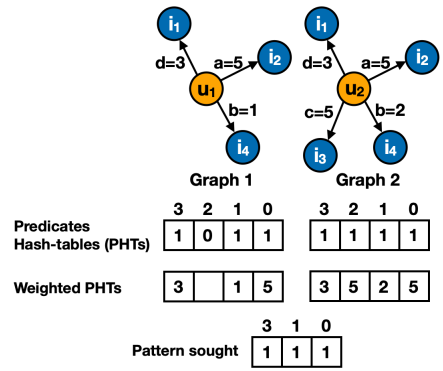 i1 i1
d=3 a=5 i2 d=3 a=5 i2
u1 u2
b=1 c=5 b=2
i4 i3 i4
Graph 1 Graph 2
3 2 1 0 3 2 1 0
Predicates
Hash-tables (PHTs) 1 0 1 1 1 1 1 1
Weighted PHTs 3 1 5 3 5 2 5
3 1 0
Pattern sought 1 1 1